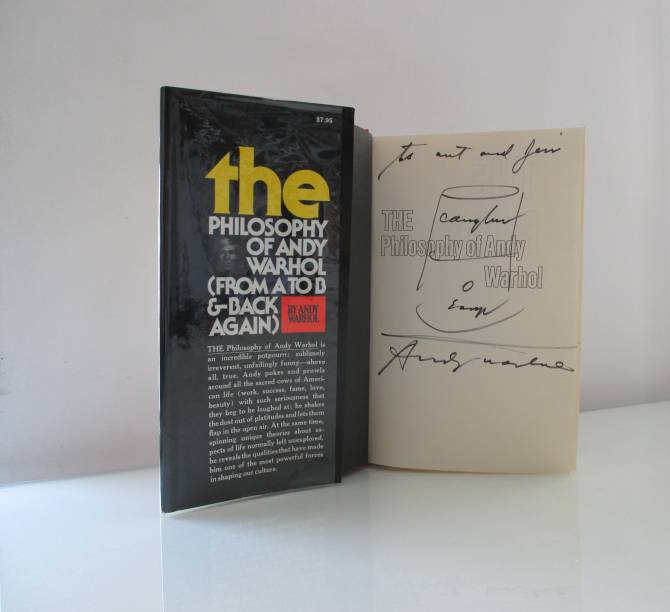 $7.95
the
PHILOSOPHY
OF ANDY
WARHOL
(FROM A TO B
&-BACK
AGAIN)
BY ANDY
WARHOL
THE Philosophy of Andy Warhol is
an incredible potpourri: sublimely
irreverent, unfailingly funny—above
all, true. Andy pokes and prowls
around all the sacred cows of Ameri-
can life (work, success, fame, love,
beauty) with such seriousness that
they beg to be laughed at; he shakes
the dust out of platitudes and lets them
flap in the open air. At the same time,
spinning unique theories about as-
pects of life normally left unexplored,
he reveals the qualities that have made
him one of the most powerful forces
in shaping our culture.
to art and
THE
Philosophy of Andy
Warhol
Soup
Andy Warhol